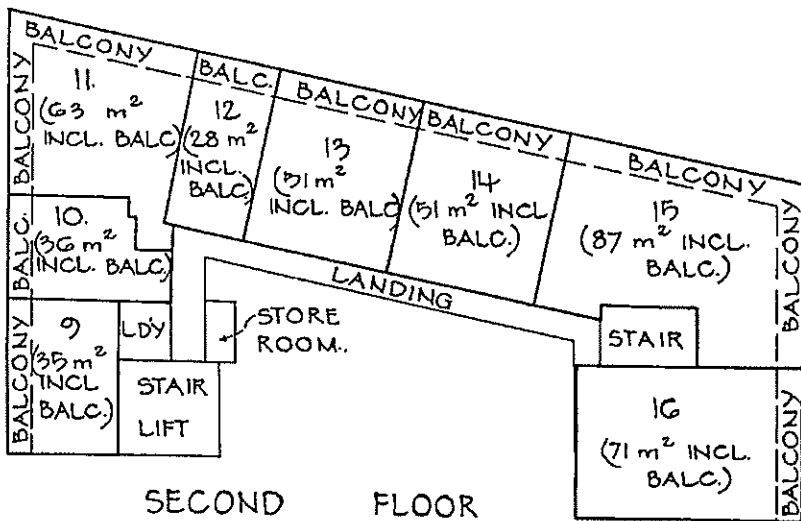 BALCONY
BALCONY
11.
(63 m²
INCL. BALC)
BALC.
12
(28 m²
INCL.
BALC.)
BALCONY
13
(51 m²
INCL. BALC)
BALCONY
14
(51 m² INCL
BALC.)
BALCONY
15
(87 m² INCL.
BALC.)
BALCONY
BALC.
10.
(36 m²
INCL. BALC.)
LANDING
BALCONY
9
(35 m²
INCL
BALC.)
LD'Y
STORE
ROOM..
STAIR
STAIR
LIFT
16
(71 m² INCL.
BALC.)
BALCONY
SECOND FLOOR